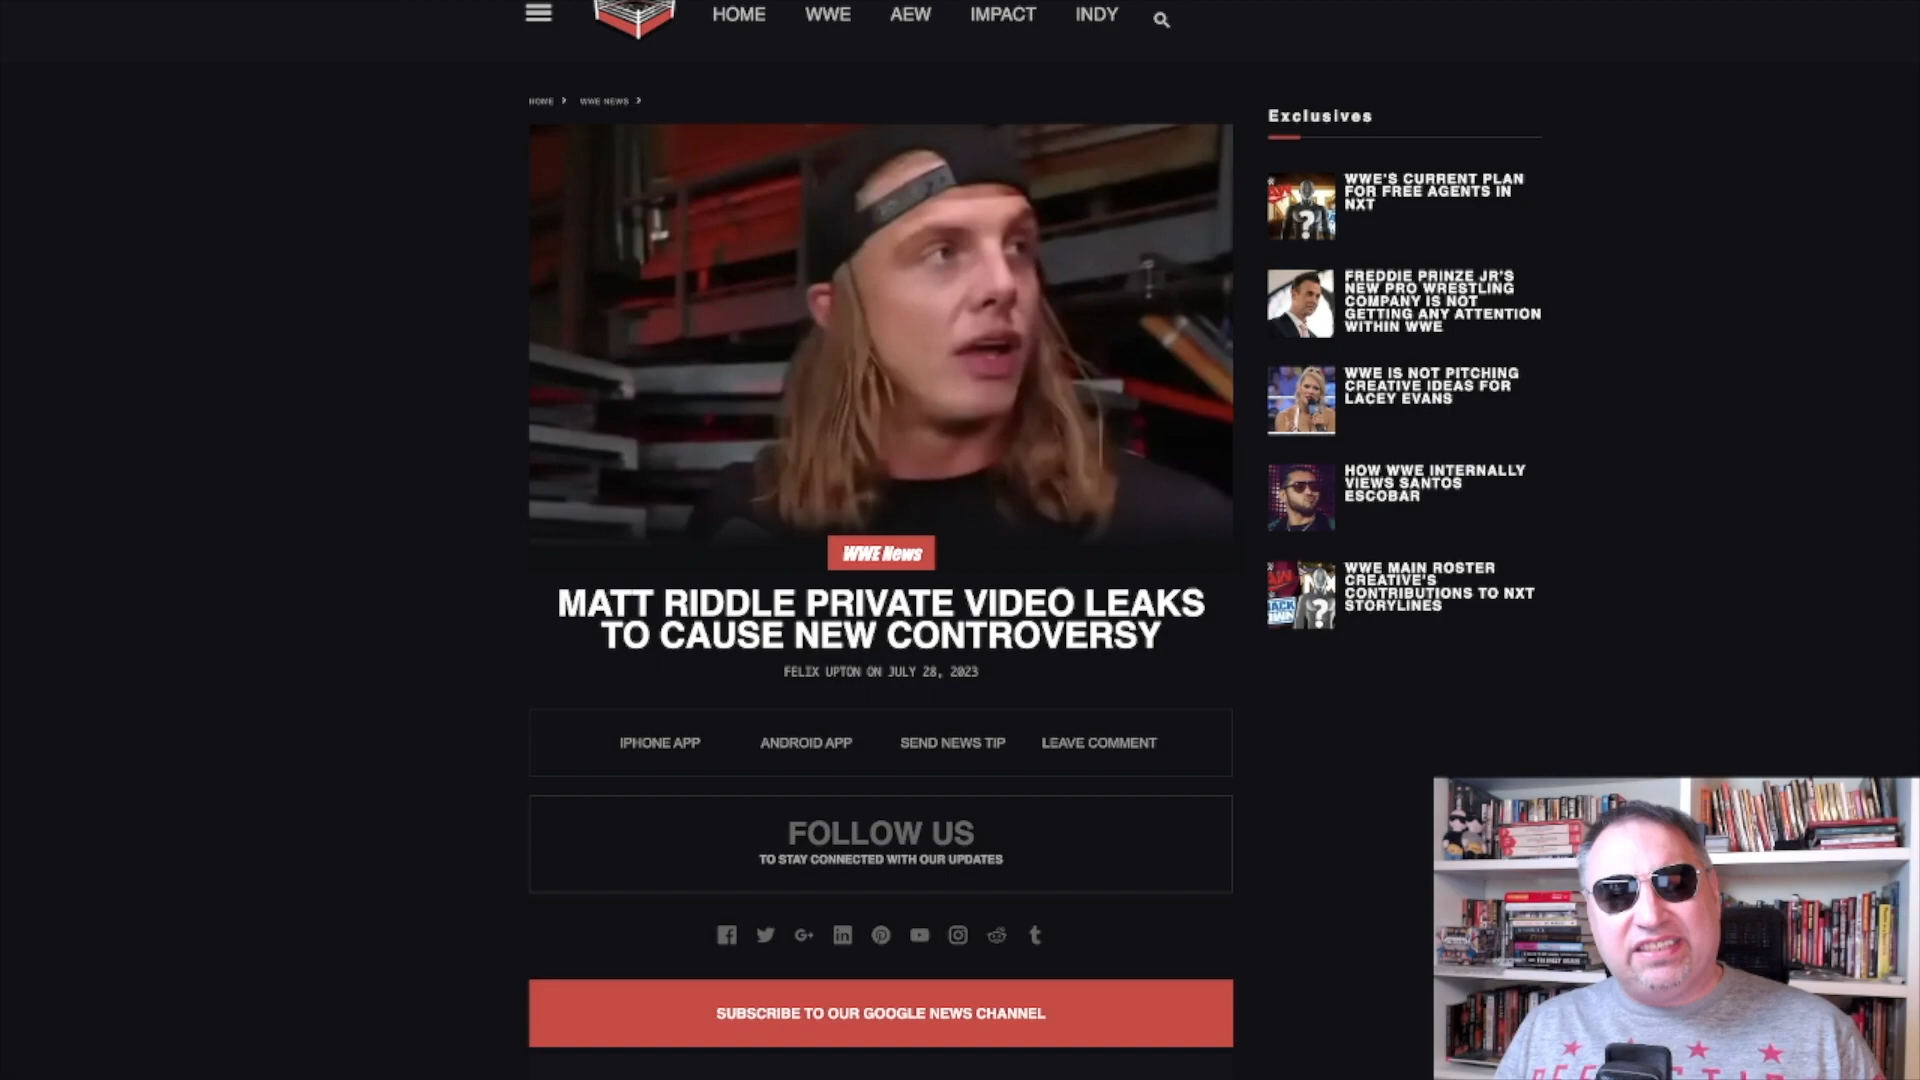 HOME
WWE
AEW
IMPACT
INDY
HOME
WWE NEWS
Exclusives
WWE'S CURRENT PLAN
FOR FREE AGENTS IN
NXT
FREDDIE PRINZE JR'S
NEW PRO WRESTLING
COMPANY IS NOT
GETTING ANY ATTENTION
WITHIN WWE
WWE IS NOT PITCHING
CREATIVE IDEAS FOR
LACEY EVANS
HOW WWE INTERNALLY
VIEWS SANTOS
ESCOBAR
WWE MAIN ROSTER
CREATIVE'S
CONTRIBUTIONS TO NXT
STORYLINES
WWE News
MATT RIDDLE PRIVATE VIDEO LEAKS
TO CAUSE NEW CONTROVERSY
FELIX UPTON ON JULY 28, 2023
IPHONE APP
ANDROID APP
SEND NEWS TIP
LEAVE COMMENT
FOLLOW US
TO STAY CONNECTED WITH OUR UPDATES
SUBSCRIBE TO OUR GOOGLE NEWS CHANNEL